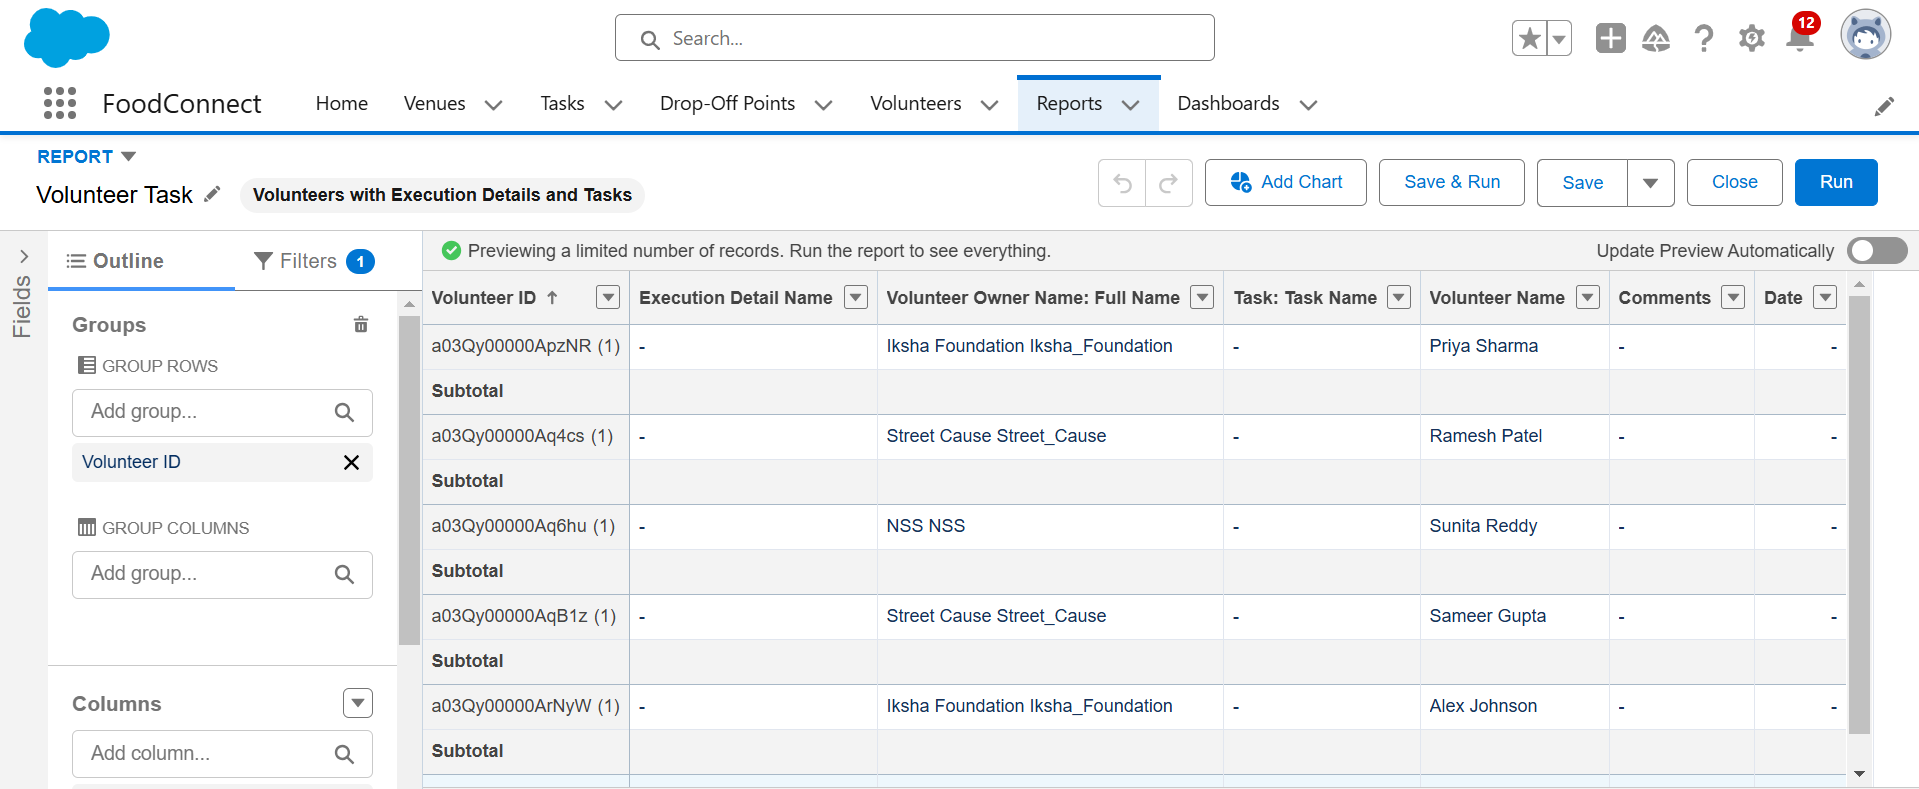 Search...
12
FoodConnect
Home
Venues
Tasks
Drop-Off Points
Volunteers
Reports
Dashboards
REPORT
Volunteer Task
Volunteers with Execution Details and Tasks
Add Chart
Save & Run
Save
Close
Run
Fields
Outline
Filters 1
Previewing a limited number of records. Run the report to see everything.
Update Preview Automatically
Groups
GROUP ROWS
Add group...
Volunteer ID
GROUP COLUMNS
Add group...
Columns
Add column...
Volunteer ID ↑ Execution Detail Name Volunteer Owner Name: Full Name Task: Task Name Volunteer Name Comments Date
a03Qy00000ApzNR (1) - Iksha Foundation Iksha_Foundation - Priya Sharma - -
Subtotal
a03Qy00000Aq4cs (1) - Street Cause Street_Cause - Ramesh Patel - -
Subtotal
a03Qy00000Aq6hu (1) - NSS NSS - Sunita Reddy - -
Subtotal
a03Qy00000AqB1z (1) - Street Cause Street_Cause - Sameer Gupta - -
Subtotal
a03Qy00000ArNyW (1) - Iksha Foundation Iksha_Foundation - Alex Johnson - -
Subtotal